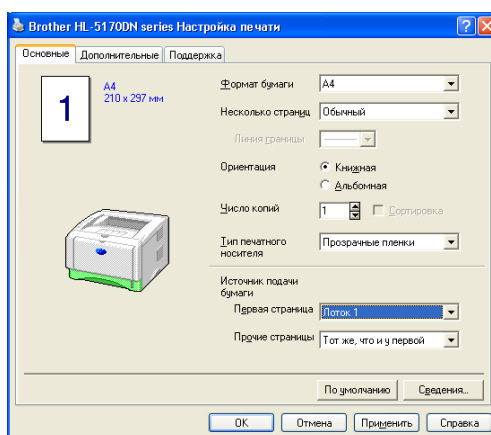 Brother HL-5170DN series Настройка печати
Основные Дополнительные Поддержка
1
A4
210 x 297 мм
Формат бумаги A4
Несколько страниц Обычный
Линия границы
Ориентация Книжная
Альбомная
Число копий 1 Сортировка
Тип печатного носителя Прозрачные пленки
Источник подачи бумаги
Первая страница Лоток 1
Прочие страницы Тот же, что и у первой
По умолчанию Сведения...
OK Отмена Применить Справка